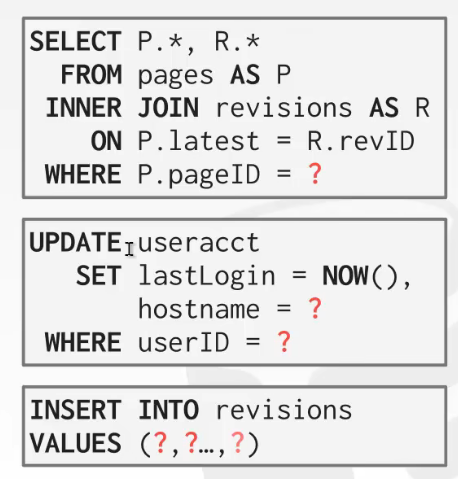 SELECT P.*, R.*
FROM pages AS P
INNER JOIN revisions AS R
ON P.latest = R.revID
WHERE P.pageID = ?
UPDATE useracct
SET lastLogin = NOW(),
hostname = ?
WHERE userID = ?
INSERT INTO revisions
VALUES (?,?…,?)